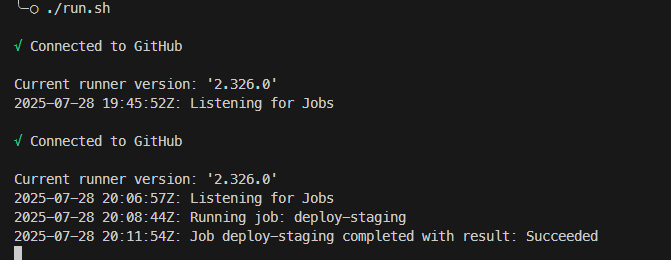 ╰─○ ./run.sh
√ Connected to GitHub
Current runner version: '2.326.0'
2025-07-28 19:45:52Z: Listening for Jobs
√ Connected to GitHub
Current runner version: '2.326.0'
2025-07-28 20:06:57Z: Listening for Jobs
2025-07-28 20:08:44Z: Running job: deploy-staging
2025-07-28 20:11:54Z: Job deploy-staging completed with result: Succeeded